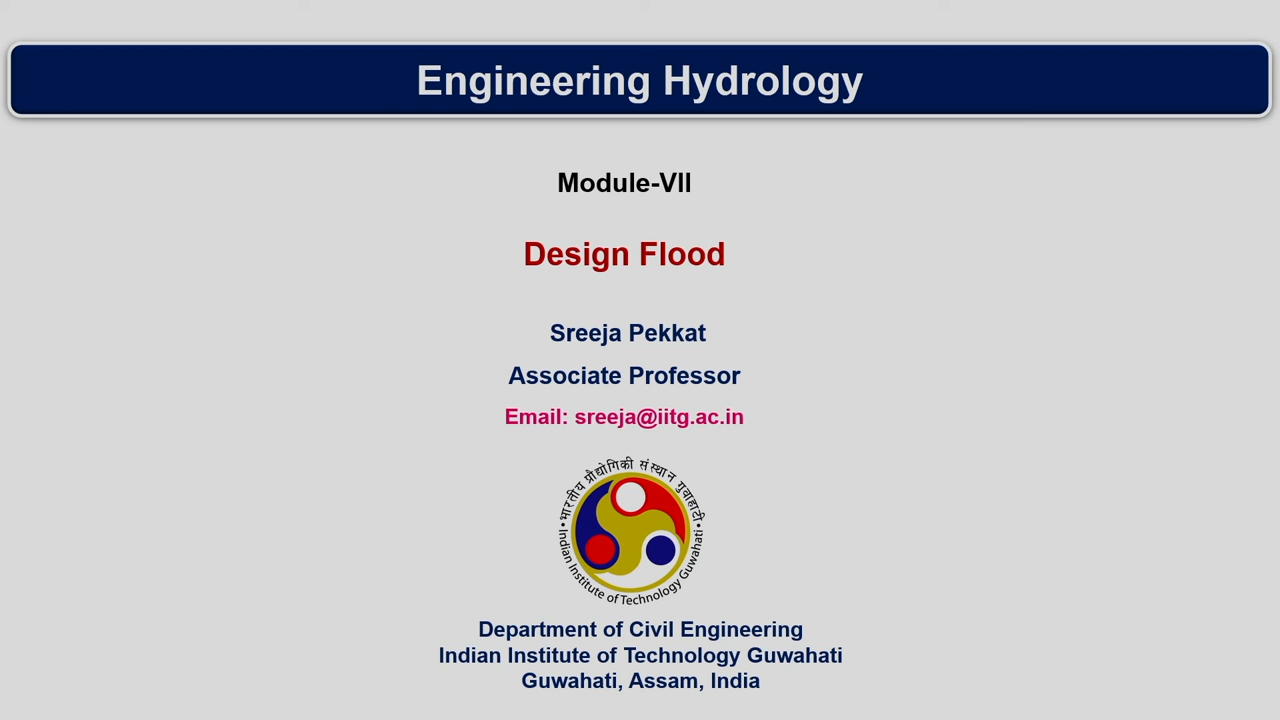 Engineering Hydrology
Module-VII
Design Flood
Sreeja Pekkat
Associate Professor
Email: sreeja@iitg.ac.in
भारतीय प्रौद्योगिकी संस्थान गुवाहाटी
Indian Institute of Technology Guwahati
Department of Civil Engineering
Indian Institute of Technology Guwahati
Guwahati, Assam, India